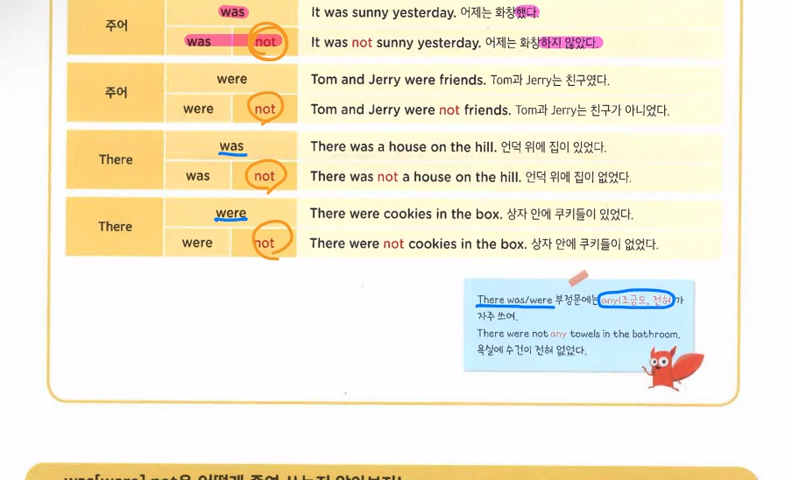 주어
was
It was sunny yesterday. 어제는 화창했다.
was not
It was not sunny yesterday. 어제는 화창하지 않았다.
주어
were
Tom and Jerry were friends. Tom과 Jerry는 친구였다.
were not
Tom and Jerry were not friends. Tom과 Jerry는 친구가 아니었다.
There
was
There was a house on the hill. 언덕 위에 집이 있었다.
was not
There was not a house on the hill. 언덕 위에 집이 없었다.
There
were
There were cookies in the box. 상자 안에 쿠키들이 있었다.
were not
There were not cookies in the box. 상자 안에 쿠키들이 없었다.
There was/were 부정문에는 any(조금도, 전혀)가
자주 쓰여.
There were not any towels in the bathroom.
욕실에 수건이 전혀 없었다.